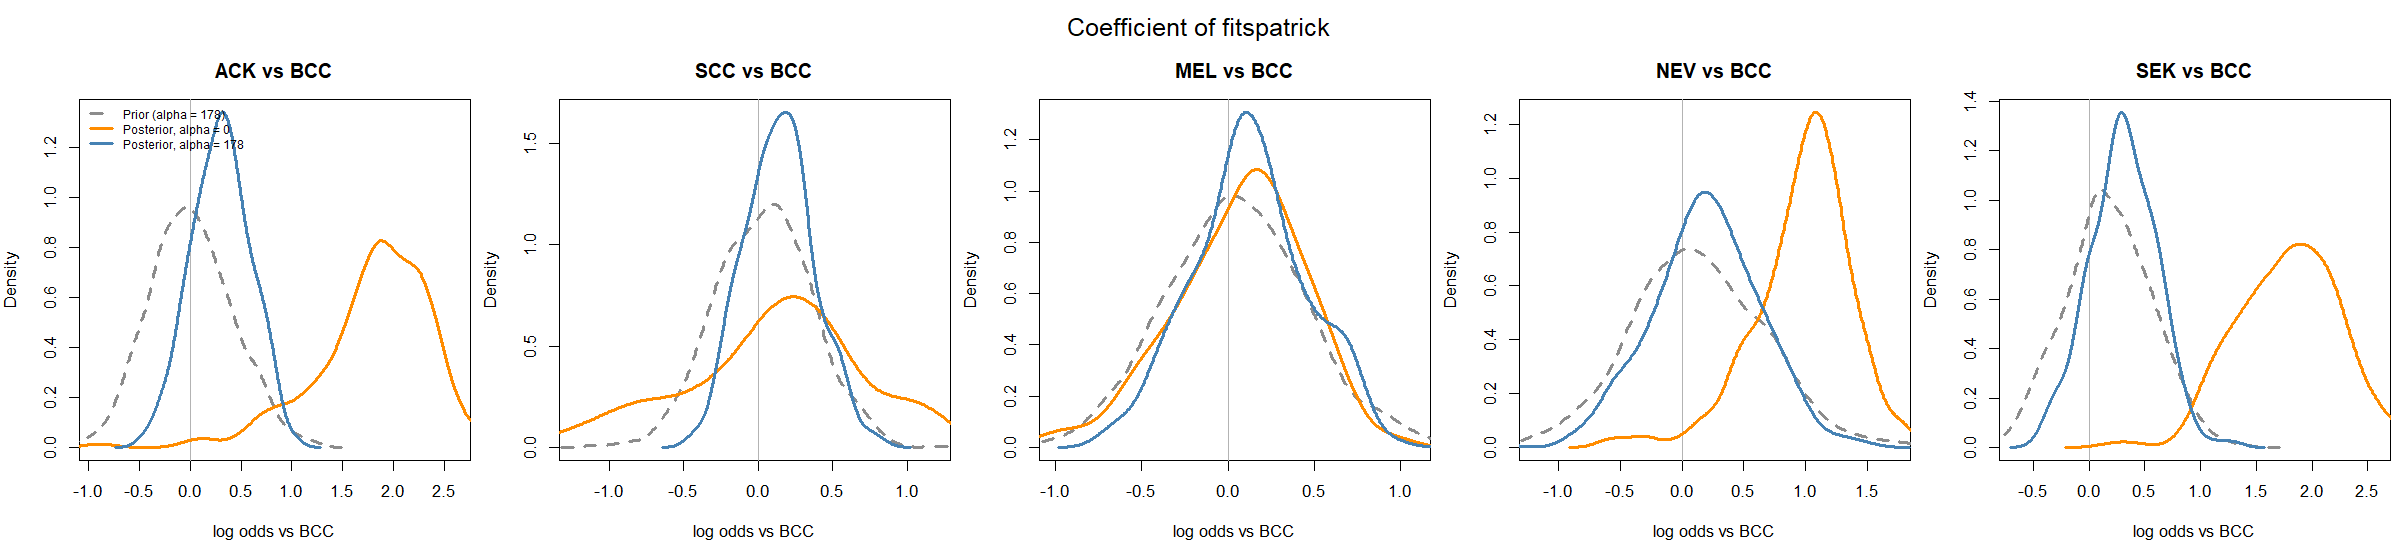 Coefficient of fitspatrick
ACK vs BCC
Prior (alpha = 178)
Posterior, alpha = 0
Posterior, alpha = 178
Density
0.0 0.2 0.4 0.6 0.8 1.0 1.2
-1.0 -0.5 0.0 0.5 1.0 1.5 2.0 2.5
log odds vs BCC
SCC vs BCC
Density
0.0 0.5 1.0 1.5
-1.0 -0.5 0.0 0.5 1.0
log odds vs BCC
MEL vs BCC
Density
0.0 0.2 0.4 0.6 0.8 1.0 1.2
-1.0 -0.5 0.0 0.5 1.0
log odds vs BCC
NEV vs BCC
Density
0.0 0.2 0.4 0.6 0.8 1.0 1.2
-1.0 -0.5 0.0 0.5 1.0 1.5
log odds vs BCC
SEK vs BCC
Density
0.0 0.2 0.4 0.6 0.8 1.0 1.2 1.4
-0.5 0.0 0.5 1.0 1.5 2.0 2.5
log odds vs BCC